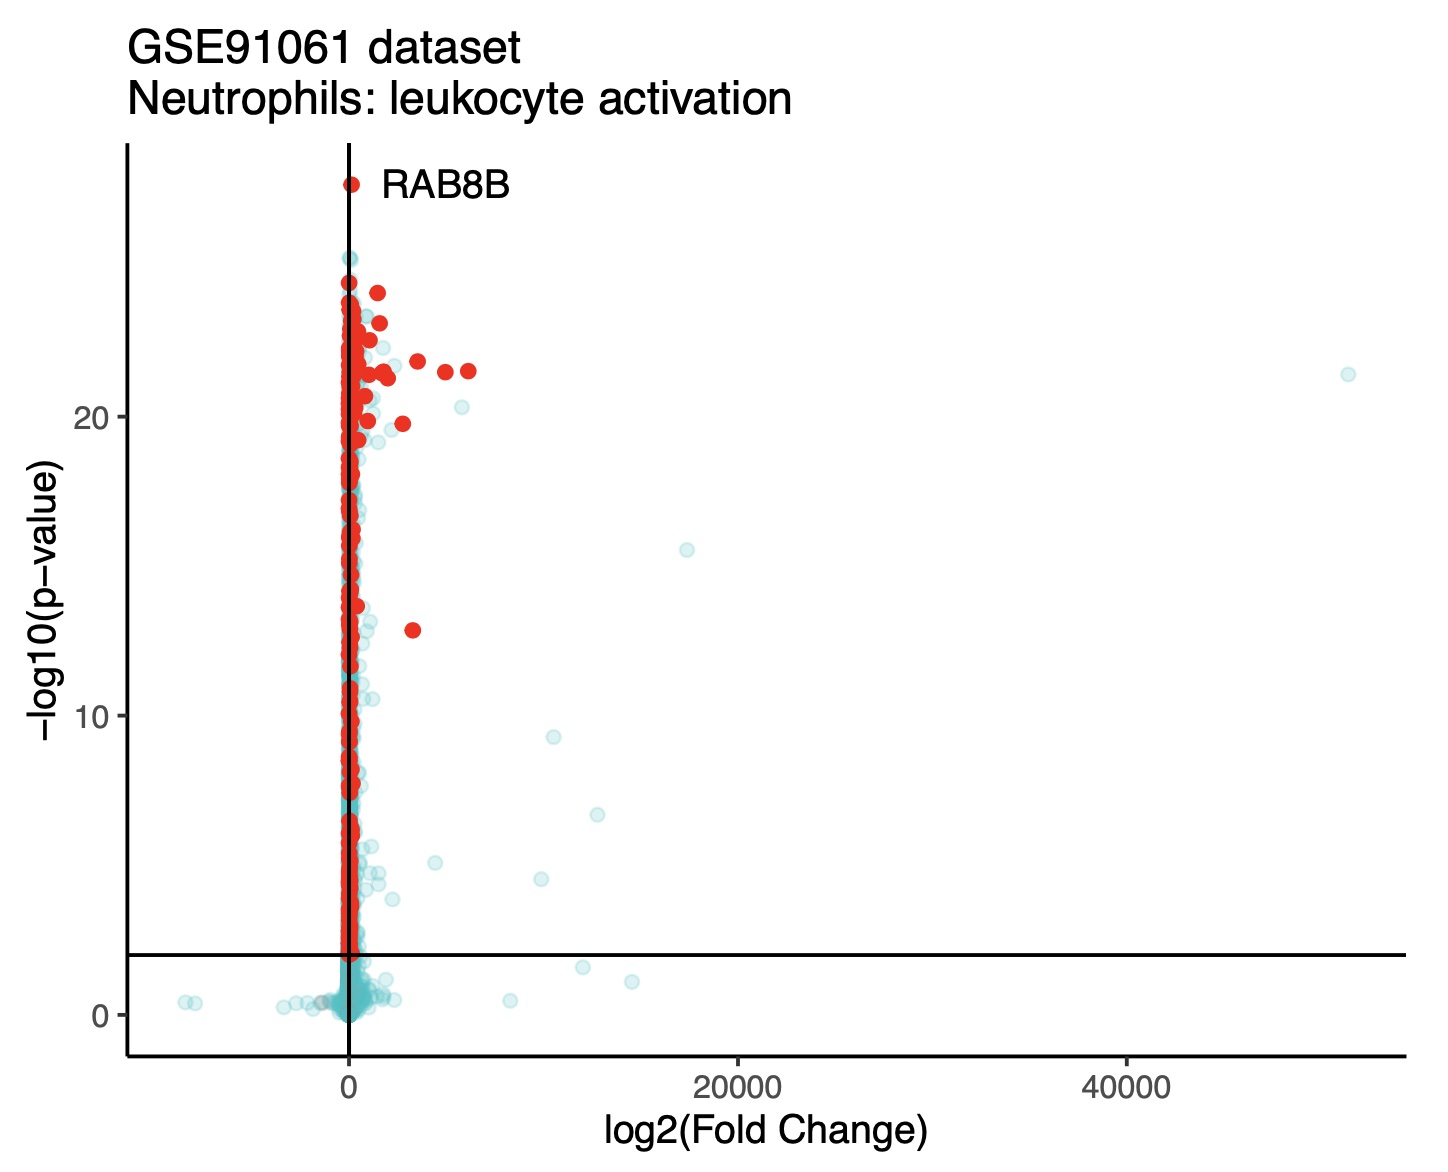 GSE91061 dataset
Neutrophils: leukocyte activation
RAB8B
−log10(p−value)
20
10
0
0 20000 40000
log2(Fold Change)